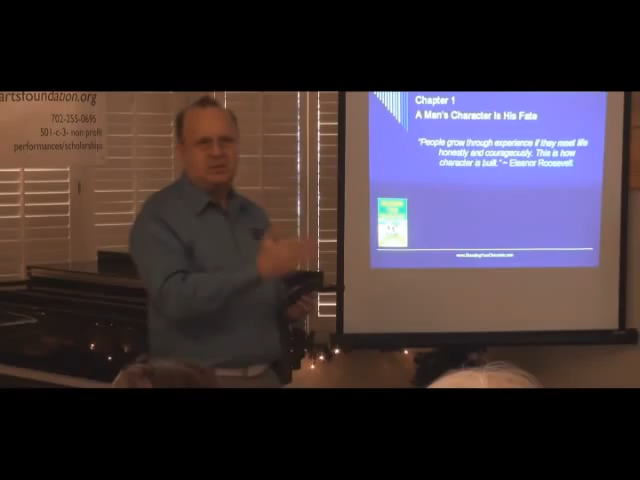 artsfoundation.org
702-255-0695
501-c-3- non profit
performances/scholarships
Chapter 1
A Man's Character Is His Fate
"People grow through experience if they meet life
honestly and courageously. This is how
character is built." ~ Eleanor Roosevelt